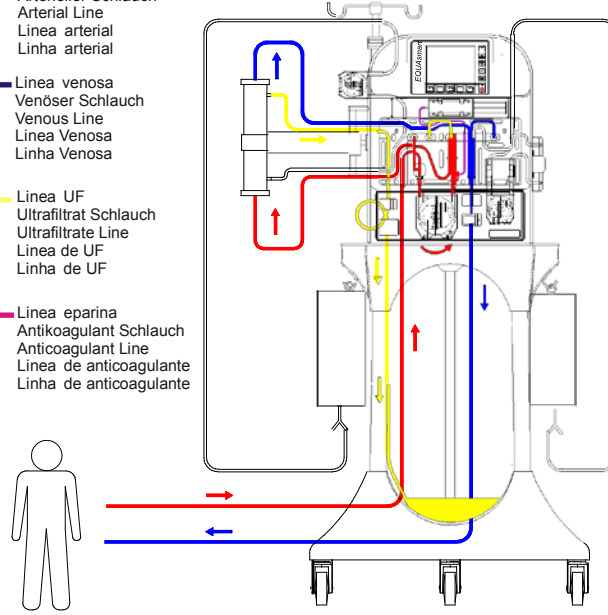 Arterieller Schlauch
Arterial Line
Linea arterial
Linha arterial
Linea venosa
Venöser Schlauch
Venous Line
Linea Venosa
Linha Venosa
Linea UF
Ultrafiltrat Schlauch
Ultrafiltrate Line
Linea de UF
Linha de UF
Linea eparina
Antikoagulant Schlauch
Anticoagulant Line
Linea de anticoagulante
Linha de anticoagulante
EQUAsmart